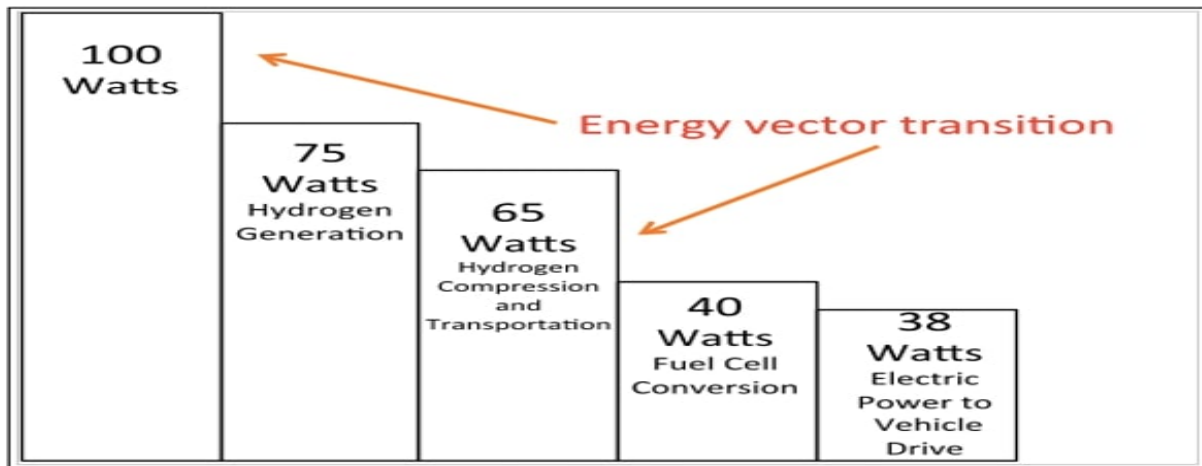 100
Watts
Energy vector transition
75
Watts
Hydrogen
Generation
65
Watts
Hydrogen
Compression
and
Transportation
40
Watts
Fuel Cell
Conversion
38
Watts
Electric
Power to
Vehicle
Drive